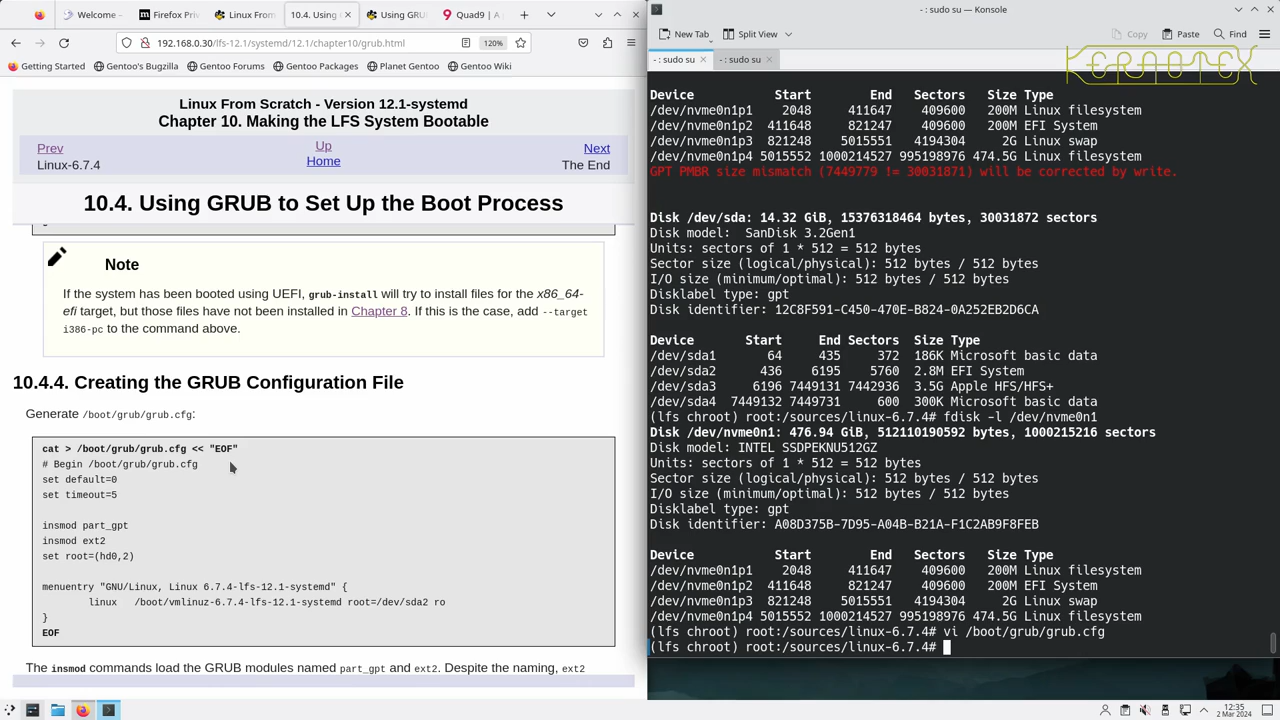 Welcome –
Firefox Priv
Linux From
10.4. Using G
Using GRU
Quad9 | A
192.168.0.30/lfs-12.1/systemd/12.1/chapter10/grub.html
120%
Getting Started
Gentoo's Bugzilla
Gentoo Forums
Gentoo Packages
Planet Gentoo
Gentoo Wiki
Linux From Scratch - Version 12.1-systemd
Chapter 10. Making the LFS System Bootable
Prev
Up
Next
Linux-6.7.4
Home
The End
10.4. Using GRUB to Set Up the Boot Process
Note
If the system has been booted using UEFI, grub-install will try to install files for the x86_64-
efi target, but those files have not been installed in Chapter 8. If this is the case, add --target
i386-pc to the command above.
10.4.4. Creating the GRUB Configuration File
Generate /boot/grub/grub.cfg:
cat > /boot/grub/grub.cfg << "EOF"
# Begin /boot/grub/grub.cfg
set default=0
set timeout=5
insmod part_gpt
insmod ext2
set root=(hd0,2)
menuentry "GNU/Linux, Linux 6.7.4-lfs-12.1-systemd" {
linux /boot/vmlinuz-6.7.4-lfs-12.1-systemd root=/dev/sda2 ro
}
EOF
The insmod commands load the GRUB modules named part_gpt and ext2. Despite the naming, ext2
- : sudo su — Konsole
New Tab
Split View
Copy
Paste
Find
- : sudo su
- : sudo su
KERNOTEX
Device Start End Sectors Size Type
/dev/nvme0n1p1 2048 411647 409600 200M Linux filesystem
/dev/nvme0n1p2 411648 821247 409600 200M EFI System
/dev/nvme0n1p3 821248 5015551 4194304 2G Linux swap
/dev/nvme0n1p4 5015552 1000214527 995198976 474.5G Linux filesystem
GPT PMBR size mismatch (7449779 != 30031871) will be corrected by write.
Disk /dev/sda: 14.32 GiB, 15376318464 bytes, 30031872 sectors
Disk model: SanDisk 3.2Gen1
Units: sectors of 1 * 512 = 512 bytes
Sector size (logical/physical): 512 bytes / 512 bytes
I/O size (minimum/optimal): 512 bytes / 512 bytes
Disklabel type: gpt
Disk identifier: 12C8F591-C450-470E-B824-0A252EB2D6CA
Device Start End Sectors Size Type
/dev/sda1 64 435 372 186K Microsoft basic data
/dev/sda2 436 6195 5760 2.8M EFI System
/dev/sda3 6196 7449131 7442936 3.5G Apple HFS/HFS+
/dev/sda4 7449132 7449731 600 300K Microsoft basic data
(lfs chroot) root:/sources/linux-6.7.4# fdisk -l /dev/nvme0n1
Disk /dev/nvme0n1: 476.94 GiB, 512110190592 bytes, 1000215216 sectors
Disk model: INTEL SSDPEKNU512GZ
Units: sectors of 1 * 512 = 512 bytes
Sector size (logical/physical): 512 bytes / 512 bytes
I/O size (minimum/optimal): 512 bytes / 512 bytes
Disklabel type: gpt
Disk identifier: A08D375B-7D95-A04B-B21A-F1C2AB9F8FEB
Device Start End Sectors Size Type
/dev/nvme0n1p1 2048 411647 409600 200M Linux filesystem
/dev/nvme0n1p2 411648 821247 409600 200M EFI System
/dev/nvme0n1p3 821248 5015551 4194304 2G Linux swap
/dev/nvme0n1p4 5015552 1000214527 995198976 474.5G Linux filesystem
(lfs chroot) root:/sources/linux-6.7.4# vi /boot/grub/grub.cfg
(lfs chroot) root:/sources/linux-6.7.4#
12:35
2 Mar 2024